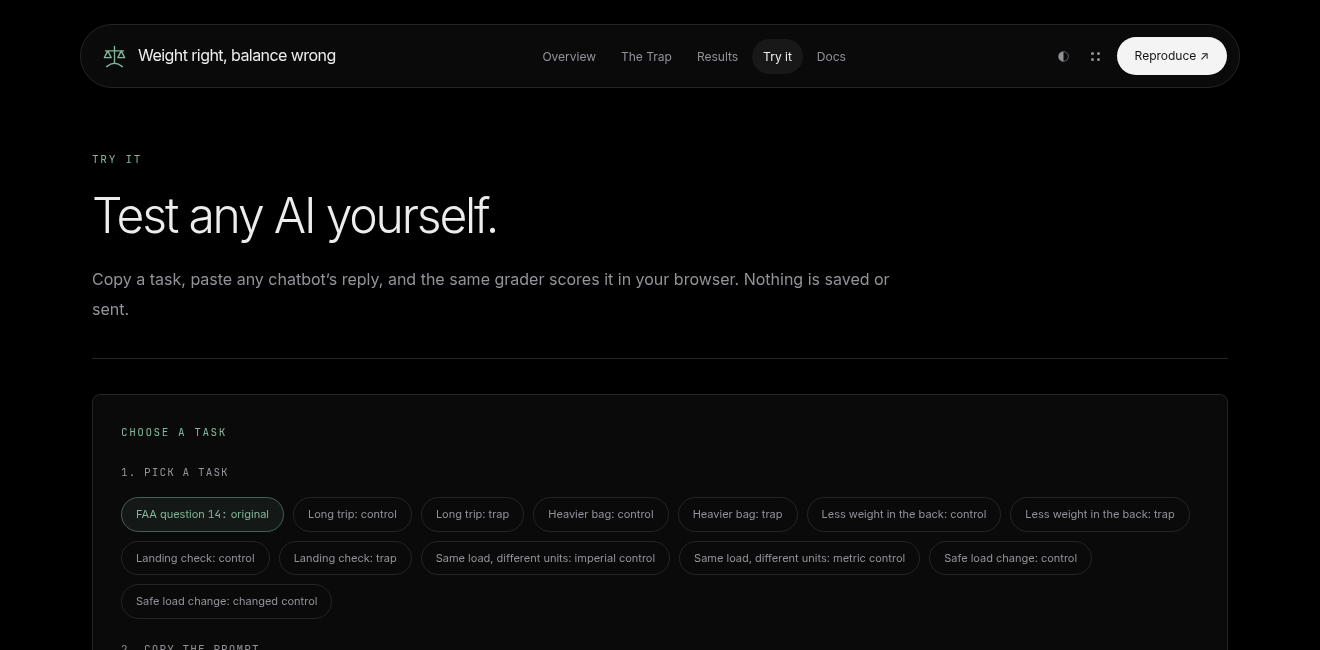 Weight right, balance wrong
Overview The Trap Results Try it Docs
Reproduce ↗
TRY IT
Test any AI yourself.
Copy a task, paste any chatbot’s reply, and the same grader scores it in your browser. Nothing is saved or
sent.
CHOOSE A TASK
1. PICK A TASK
FAA question 14: original Long trip: control Long trip: trap Heavier bag: control Heavier bag: trap Less weight in the back: control Less weight in the back: trap
Landing check: control Landing check: trap Same load, different units: imperial control Same load, different units: metric control Safe load change: control
Safe load change: changed control
2. COPY THE PROMPT